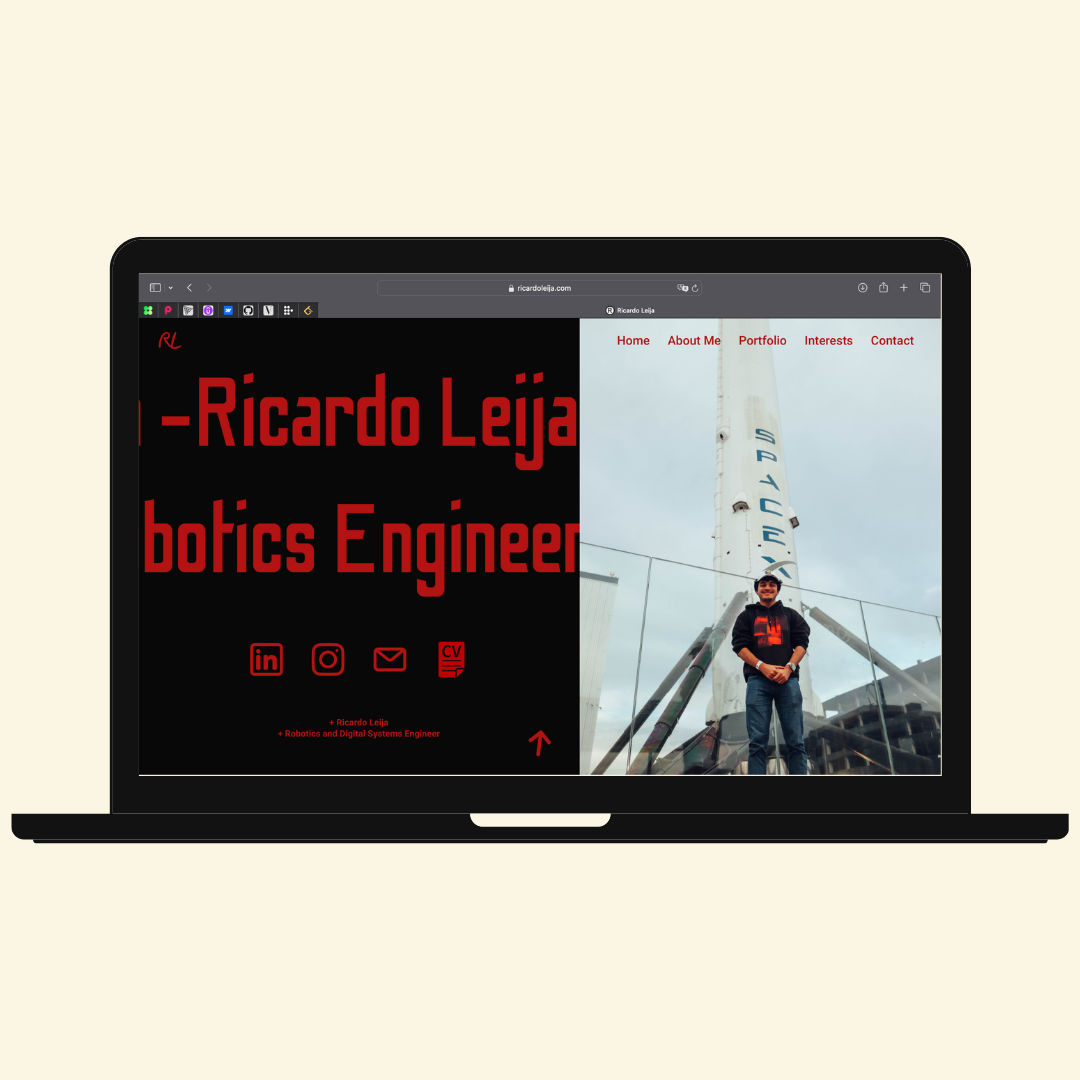 ricardoleija.com
Ricardo Leija
RL
Home About Me Portfolio Interests Contact
-Ricardo Leija
botics Engineer
SPACEX
in
CV
+ Ricardo Leija
+ Robotics and Digital Systems Engineer